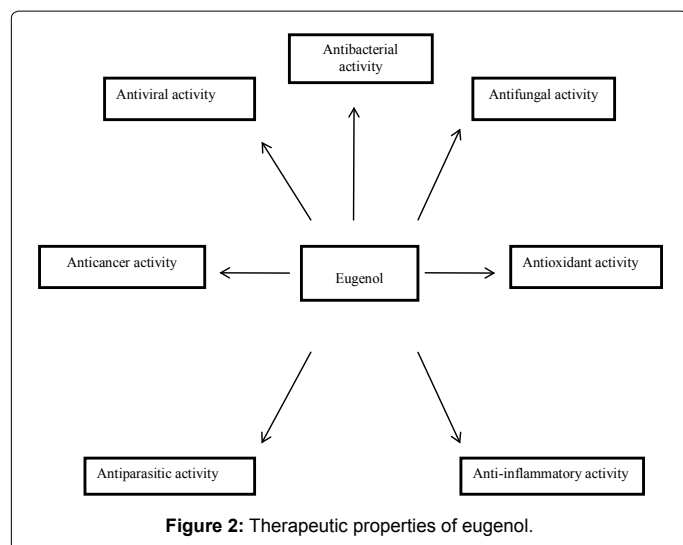 Antibacterial
activity
Antiviral activity
Antifungal activity
Anticancer activity
Eugenol
Antioxidant activity
Antiparasitic activity
Anti-inflammatory activity
Figure 2: Therapeutic properties of eugenol.